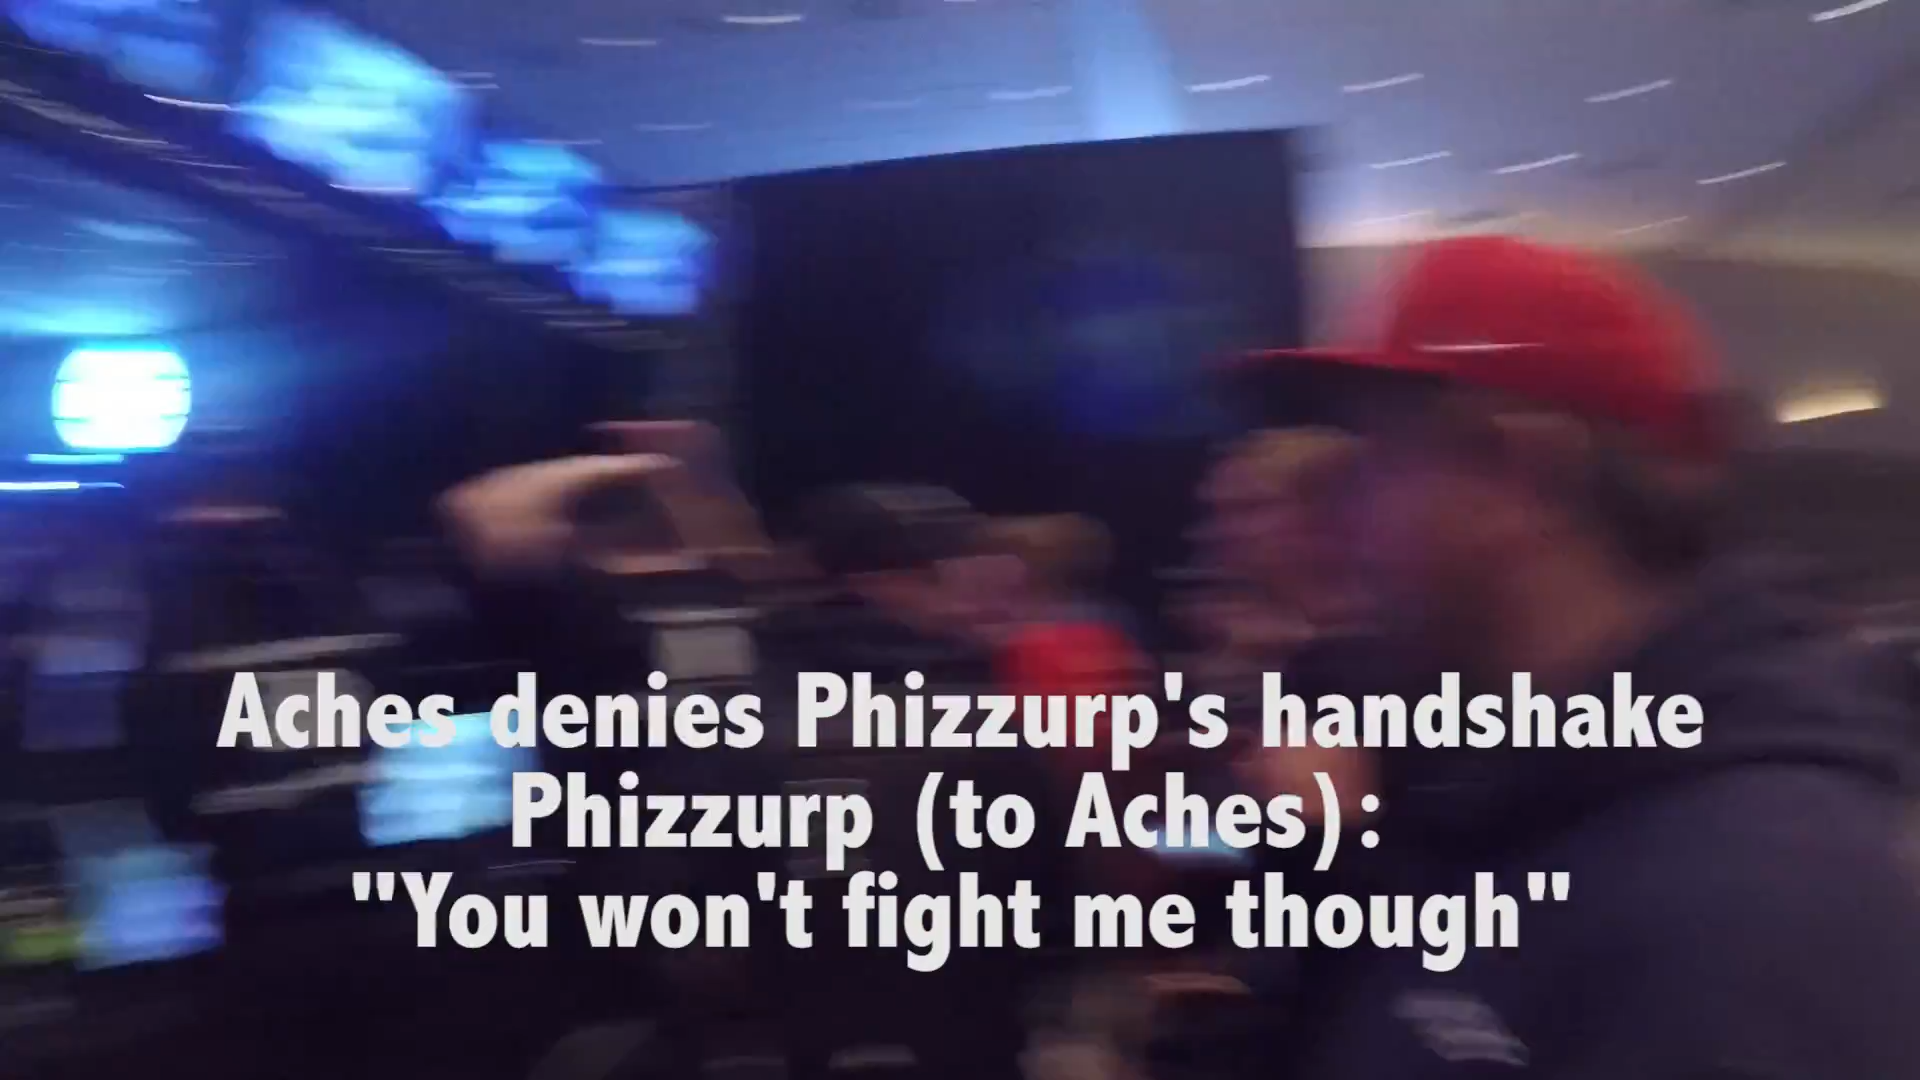 Aches denies Phizzurp's handshake
Phizzurp (to Aches):
"You won't fight me though"